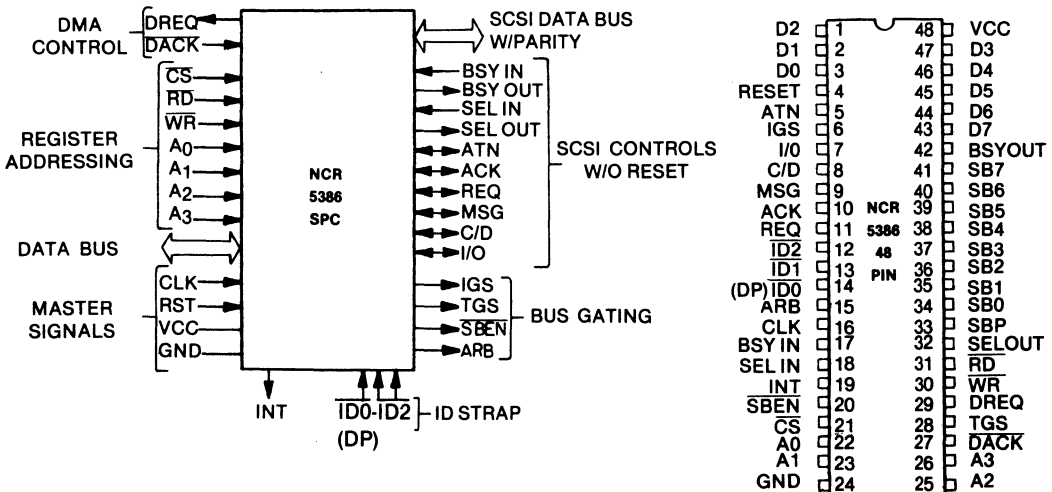 DMA
CONTROL
DREQ
DACK
REGISTER
ADDRESSING
CS
RD
WR
A0
A1
A2
A3
DATA BUS
MASTER
SIGNALS
CLK
RST
VCC
GND
NCR
5386
SPC
SCSI DATA BUS
W/PARITY
BSY IN
BSY OUT
SEL IN
SEL OUT
ATN
ACK
REQ
MSG
C/D
I/O
SCSI CONTROLS
W/O RESET
IGS
TGS
SBEN
ARB
BUS GATING
INT
ID0-ID2
(DP)
ID STRAP
D2 1 48 VCC
D1 2 47 D3
D0 3 46 D4
RESET 4 45 D5
ATN 5 44 D6
IGS 6 43 D7
I/0 7 42 BSYOUT
C/D 8 41 SB7
MSG 9 40 SB6
ACK 10 NCR 39 SB5
REQ 11 5386 38 SB4
ID2 12 48 37 SB3
ID1 13 PIN 36 SB2
(DP) ID0 14 35 SB1
ARB 15 34 SB0
CLK 16 33 SBP
BSY IN 17 32 SELOUT
SEL IN 18 31 RD
INT 19 30 WR
SBEN 20 29 DREQ
CS 21 28 TGS
A0 22 27 DACK
A1 23 26 A3
GND 24 25 A2